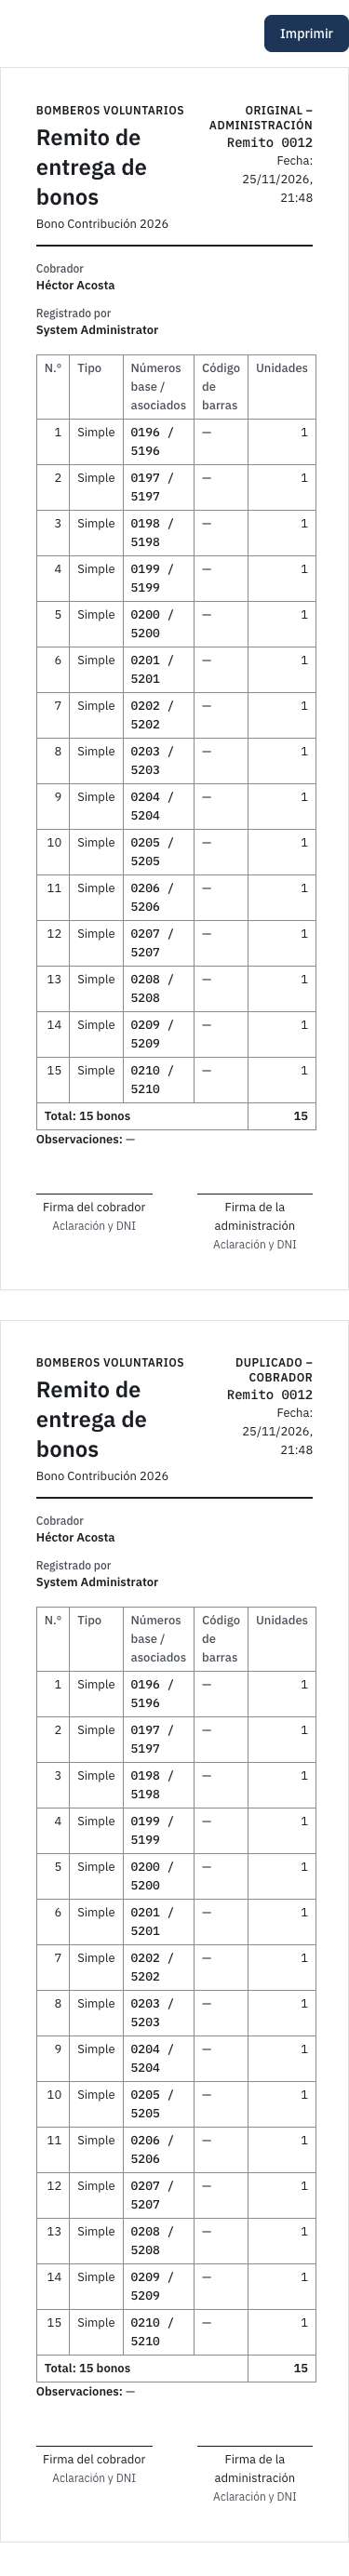 Imprimir
BOMBEROS VOLUNTARIOS
Remito de
entrega de
bonos
Bono Contribución 2026
ORIGINAL –
ADMINISTRACIÓN
Remito 0012
Fecha:
25/11/2026,
21:48
Cobrador
Héctor Acosta
Registrado por
System Administrator
N.º Tipo Números base / asociados Código de barras Unidades
1 Simple 0196 / 5196 — 1
2 Simple 0197 / 5197 — 1
3 Simple 0198 / 5198 — 1
4 Simple 0199 / 5199 — 1
5 Simple 0200 / 5200 — 1
6 Simple 0201 / 5201 — 1
7 Simple 0202 / 5202 — 1
8 Simple 0203 / 5203 — 1
9 Simple 0204 / 5204 — 1
10 Simple 0205 / 5205 — 1
11 Simple 0206 / 5206 — 1
12 Simple 0207 / 5207 — 1
13 Simple 0208 / 5208 — 1
14 Simple 0209 / 5209 — 1
15 Simple 0210 / 5210 — 1
Total: 15 bonos 15
Observaciones: —
Firma del cobrador
Aclaración y DNI
Firma de la
administración
Aclaración y DNI
BOMBEROS VOLUNTARIOS
Remito de
entrega de
bonos
Bono Contribución 2026
DUPLICADO –
COBRADOR
Remito 0012
Fecha:
25/11/2026,
21:48
Cobrador
Héctor Acosta
Registrado por
System Administrator
N.º Tipo Números base / asociados Código de barras Unidades
1 Simple 0196 / 5196 — 1
2 Simple 0197 / 5197 — 1
3 Simple 0198 / 5198 — 1
4 Simple 0199 / 5199 — 1
5 Simple 0200 / 5200 — 1
6 Simple 0201 / 5201 — 1
7 Simple 0202 / 5202 — 1
8 Simple 0203 / 5203 — 1
9 Simple 0204 / 5204 — 1
10 Simple 0205 / 5205 — 1
11 Simple 0206 / 5206 — 1
12 Simple 0207 / 5207 — 1
13 Simple 0208 / 5208 — 1
14 Simple 0209 / 5209 — 1
15 Simple 0210 / 5210 — 1
Total: 15 bonos 15
Observaciones: —
Firma del cobrador
Aclaración y DNI
Firma de la
administración
Aclaración y DNI